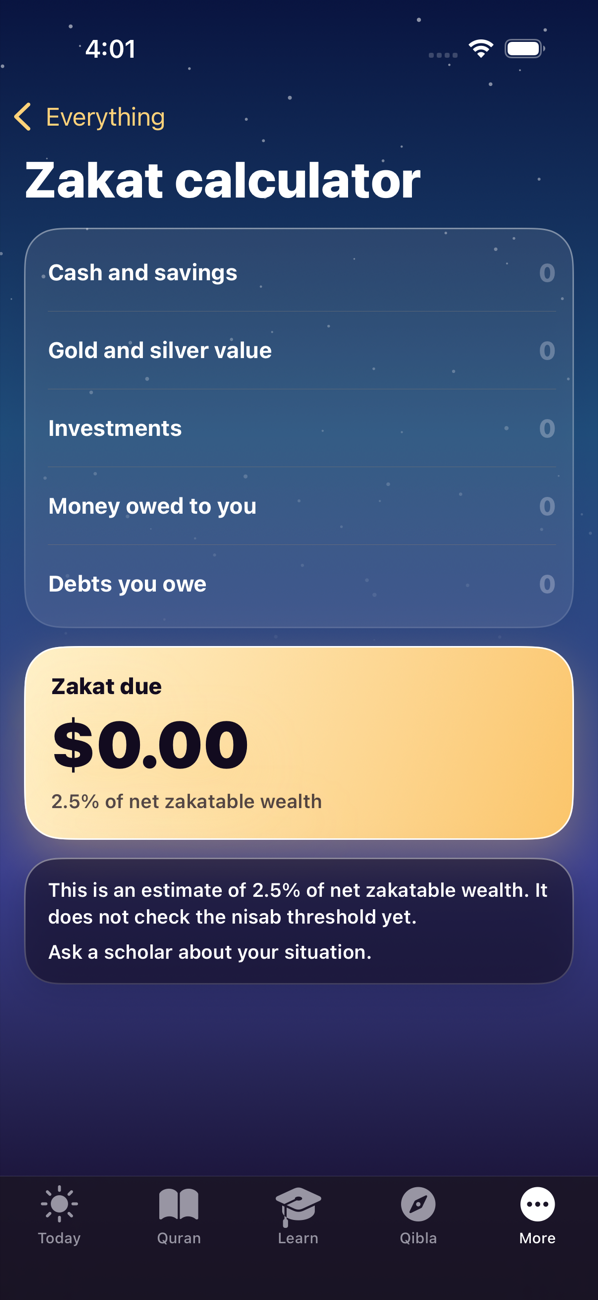 4:01
Everything
Zakat calculator
Cash and savings 0
Gold and silver value 0
Investments 0
Money owed to you 0
Debts you owe 0
Zakat due
$0.00
2.5% of net zakatable wealth
This is an estimate of 2.5% of net zakatable wealth. It
does not check the nisab threshold yet.
Ask a scholar about your situation.
Today Quran Learn Qibla More